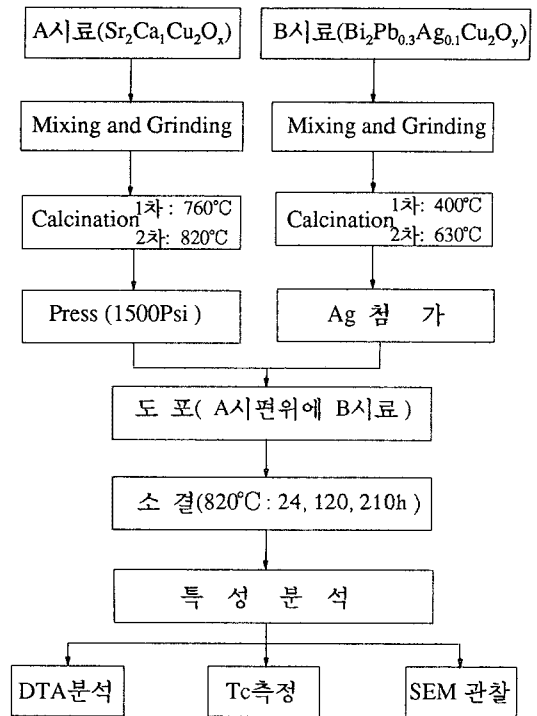 A시료(Sr₂Ca₁Cu₂Oₓ)
B시료(Bi₂Pb₀.₃Ag₀.₁Cu₂Oᵧ)
Mixing and Grinding
Mixing and Grinding
Calcination 1차: 760℃
2차: 820℃
Calcination 1차: 400℃
2차: 630℃
Press (1500Psi)
Ag 첨 가
도 포( A시편위에 B시료 )
소 결(820℃ : 24, 120, 210h )
특 성 분 석
DTA분석
Tc측정
SEM 관찰